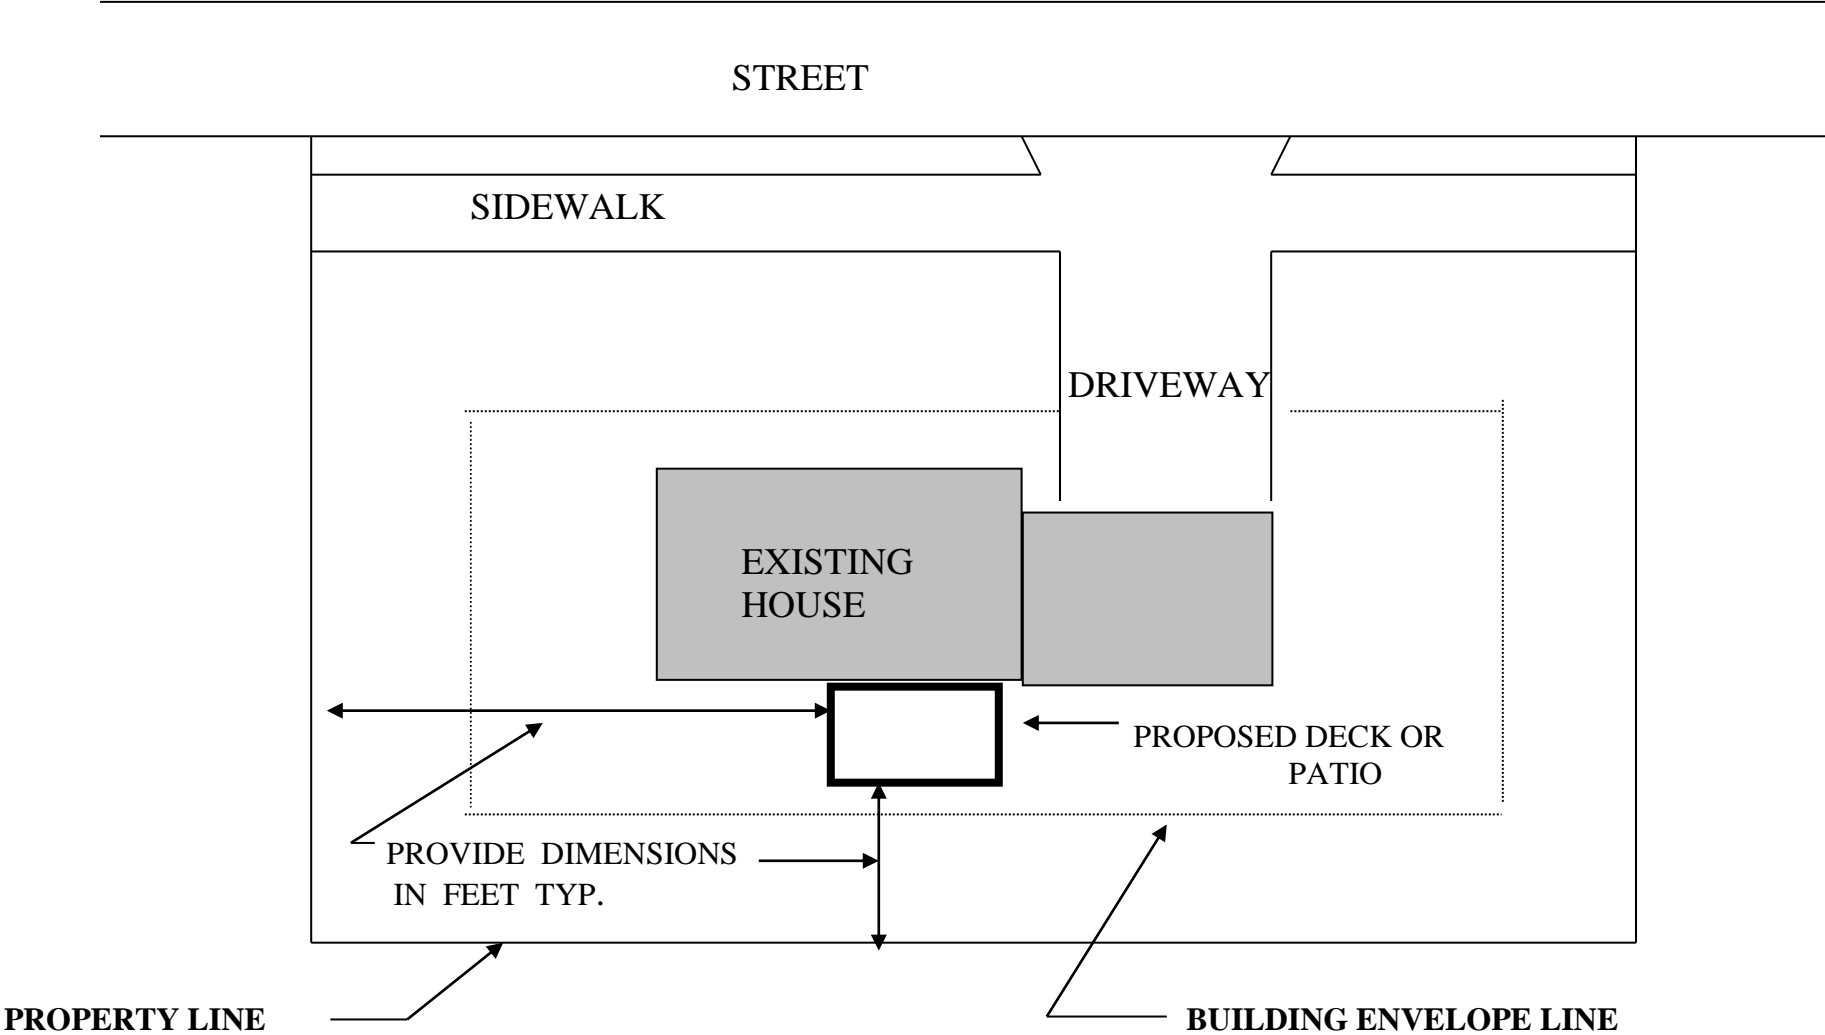 STREET
SIDEWALK
DRIVEWAY
EXISTING
HOUSE
PROPOSED DECK OR
PATIO
PROVIDE DIMENSIONS
IN FEET TYP.
PROPERTY LINE
BUILDING ENVELOPE LINE